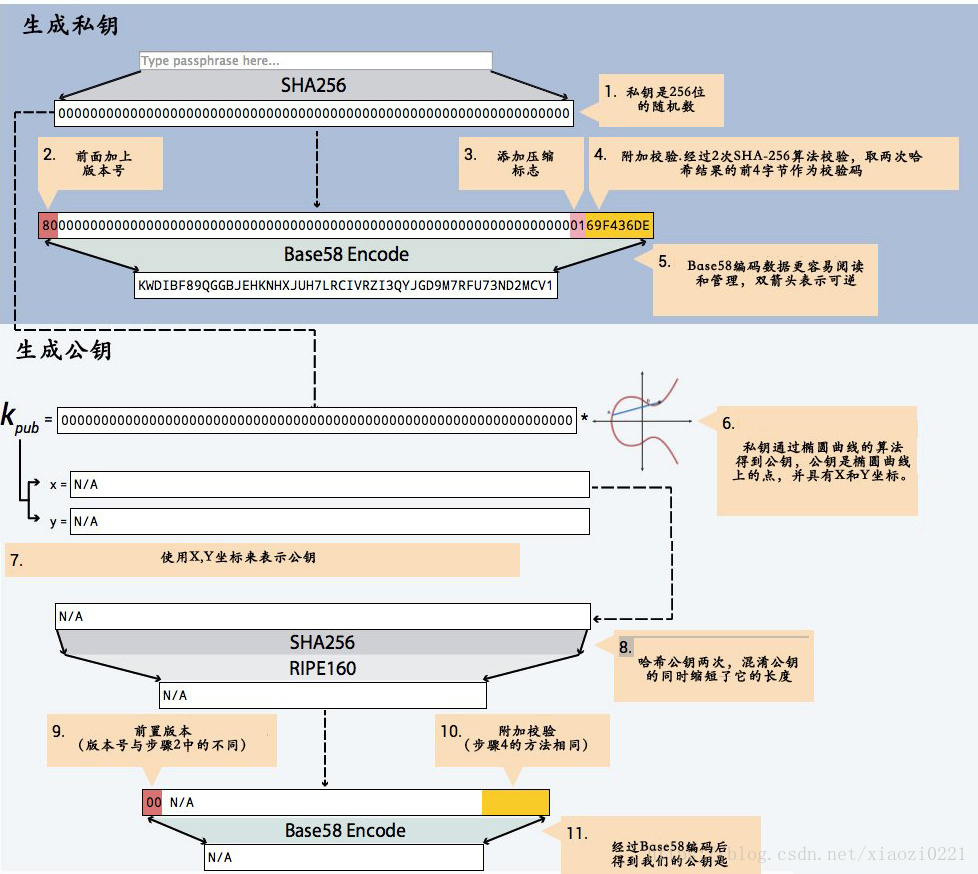 生成私钥
Type passphrase here...
SHA256
0000000000000000000000000000000000000000000000000000000000000000
1. 私钥是256位
的随机数
2. 前面加上
版本号
3. 添加压缩
标志
4. 附加校验.经过2次SHA-256算法校验，取两次哈
希结果的前4字节作为校验码
8000000000000000000000000000000000000000000000000000000000000000000169F436DE
Base58 Encode
5. Base58编码数据更容易阅读
和管理，双箭头表示可逆
KWDIBF89QGGBJEHKNHXJUH7LRCIVRZI3QYJGD9M7RFU73ND2MCV1
生成公钥
kpub = 0000000000000000000000000000000000000000000000000000000000000000 *
6.
私钥通过椭圆曲线的算法
得到公钥，公钥是椭圆曲线
上的点，并具有X和Y坐标。
x = N/A
y = N/A
7. 使用X,Y坐标来表示公钥
N/A
SHA256
RIPE160
8.
哈希公钥两次，混淆公钥
的同时缩短了它的长度
N/A
9. 前置版本
（版本号与步骤2中的不同）
10. 附加校验
（步骤4的方法相同）
00 N/A
Base58 Encode
11.
经过Base58编码后
得到我们的公钥匙
N/A
blog.csdn.net/xiaozi0221